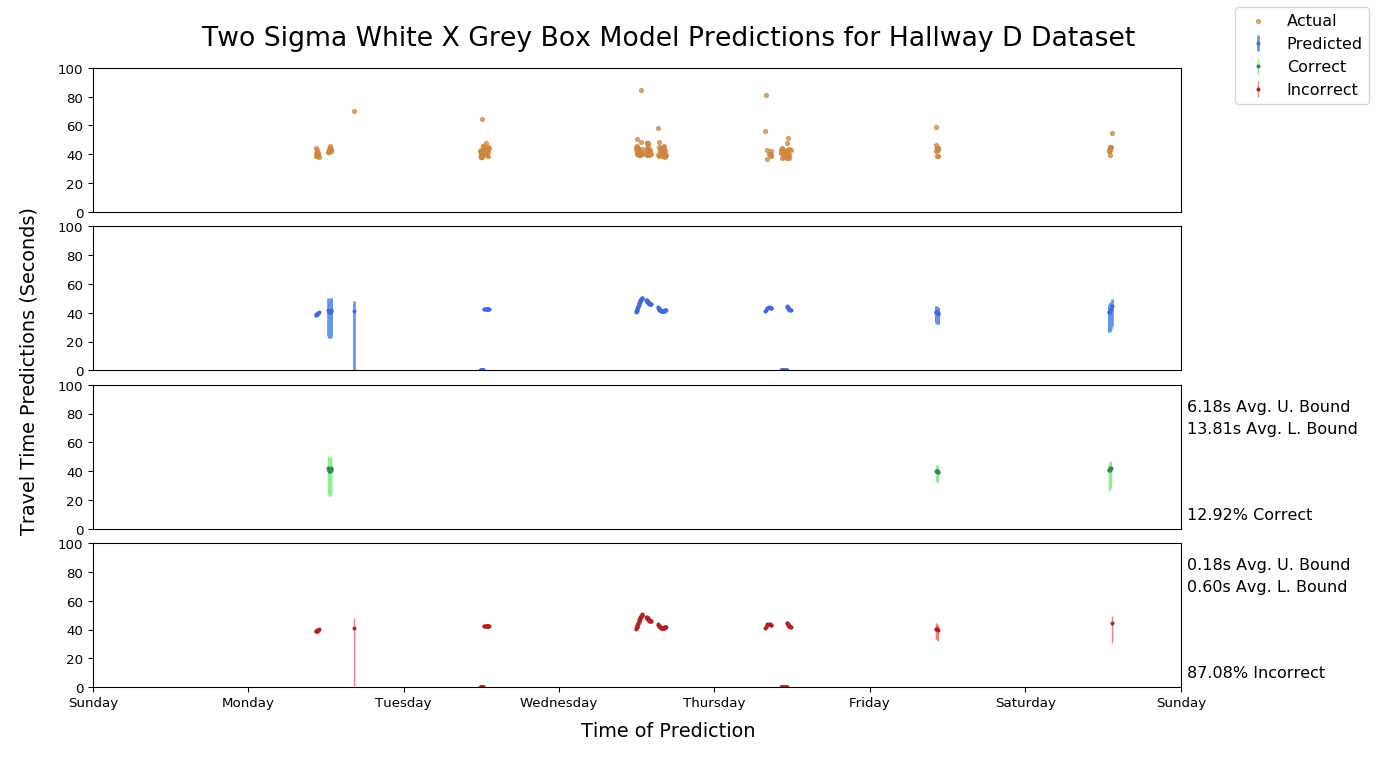 Two Sigma White X Grey Box Model Predictions for Hallway D Dataset
Actual
Predicted
Correct
Incorrect
Travel Time Predictions (Seconds)
100
80
60
40
20
0
100
80
60
40
20
0
100
80
60
40
20
0
6.18s Avg. U. Bound
13.81s Avg. L. Bound
12.92% Correct
100
80
60
40
20
0
0.18s Avg. U. Bound
0.60s Avg. L. Bound
87.08% Incorrect
Sunday Monday Tuesday Wednesday Thursday Friday Saturday Sunday
Time of Prediction